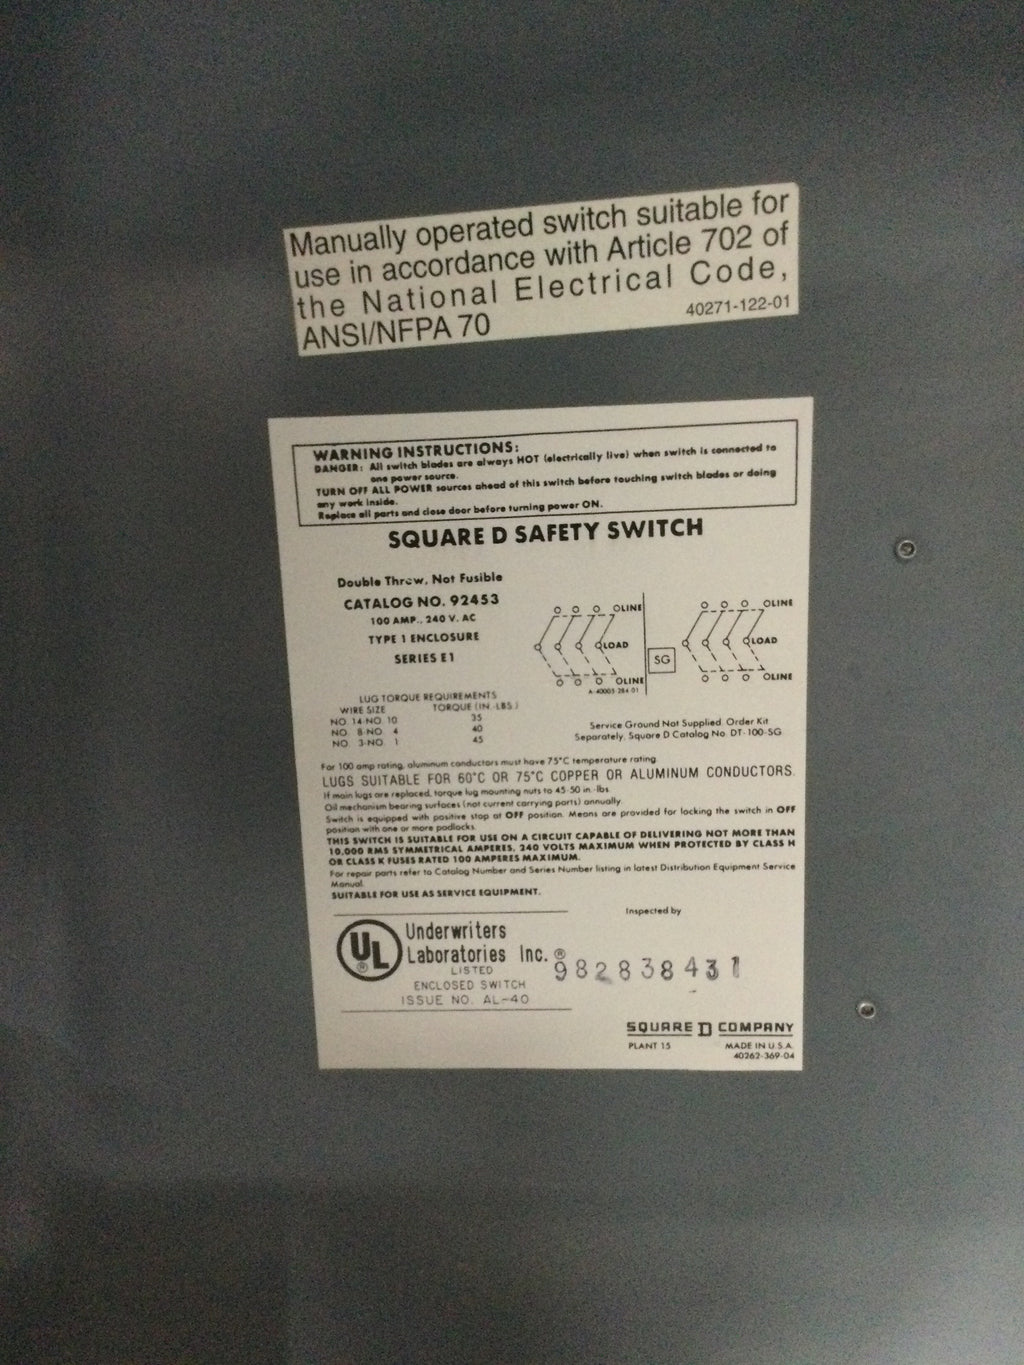 Manually operated switch suitable for
use in accordance with Article 702 of
the National Electrical Code,
ANSI/NFPA 70
40271-122-01
WARNING INSTRUCTIONS:
DANGER: All switch blades are always HOT (electrically live) when switch is connected to
one power source.
TURN OFF ALL POWER sources ahead of this switch before touching switch blades or doing
any work inside.
Replace all parts and close door before turning power ON.
SQUARE D SAFETY SWITCH
Double Throw, Not Fusible
CATALOG NO. 92453
100 AMP., 240 V. AC
TYPE 1 ENCLOSURE
SERIES E1
LINE
LOAD
LINE
A-40003-284-01
SG
LINE
LOAD
LINE
LUG TORQUE REQUIREMENTS
WIRE SIZE TORQUE (IN.-LBS.)
NO. 14-NO. 10 35
NO. 8-NO. 4 40
NO. 3-NO. 1 45
Service Ground Not Supplied. Order Kit
Separately, Square D Catalog No. DT-100-SG.
For 100 amp rating, aluminum conductors must have 75°C temperature rating.
LUGS SUITABLE FOR 60°C OR 75°C COPPER OR ALUMINUM CONDUCTORS.
If main lugs are replaced, torque lug mounting nuts to 45-50 in.-lbs.
Oil mechanism bearing surfaces (not current carrying parts) annually.
Switch is equipped with positive stop at OFF position. Means are provided for locking the switch in OFF
position with one or more padlocks.
THIS SWITCH IS SUITABLE FOR USE ON A CIRCUIT CAPABLE OF DELIVERING NOT MORE THAN
10,000 RMS SYMMETRICAL AMPERES, 240 VOLTS MAXIMUM WHEN PROTECTED BY CLASS H
OR CLASS K FUSES RATED 100 AMPERES MAXIMUM.
For repair parts refer to Catalog Number and Series Number listing in latest Distribution Equipment Service
Manual.
SUITABLE FOR USE AS SERVICE EQUIPMENT.
Inspected by
UL®
Underwriters
Laboratories Inc.®
LISTED
ENCLOSED SWITCH
ISSUE NO. AL-40
982838431
SQUARE D COMPANY
PLANT 15 MADE IN U.S.A.
40262-369-04